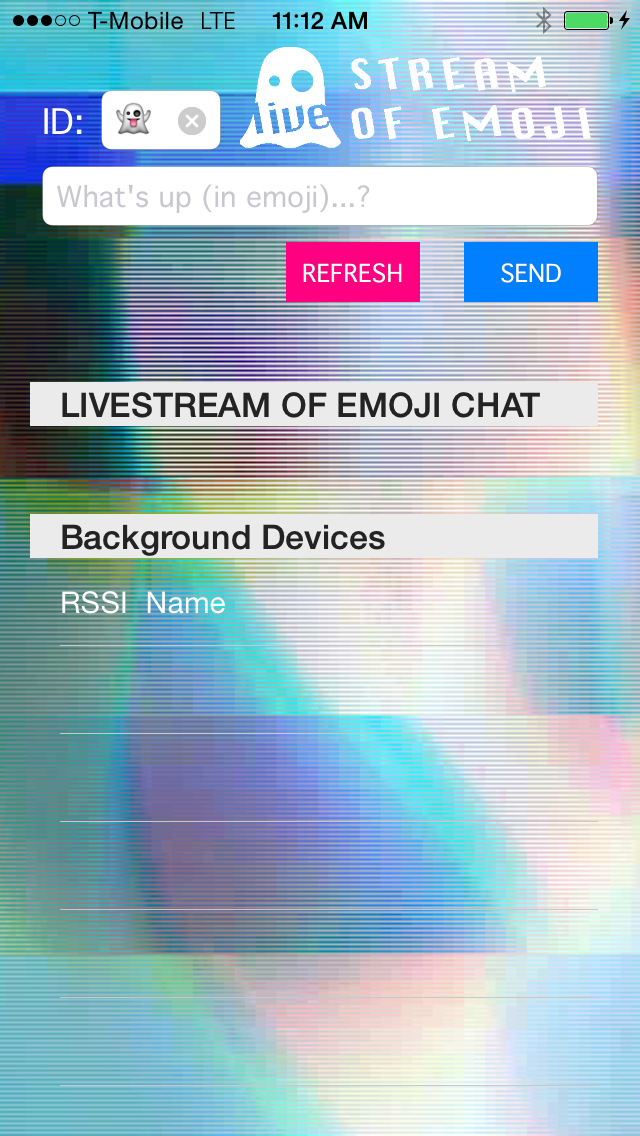 T-Mobile LTE 11:12 AM
live STREAM
OF EMOJI
ID: 👻
What's up (in emoji)...?
REFRESH SEND
LIVESTREAM OF EMOJI CHAT
Background Devices
RSSI Name